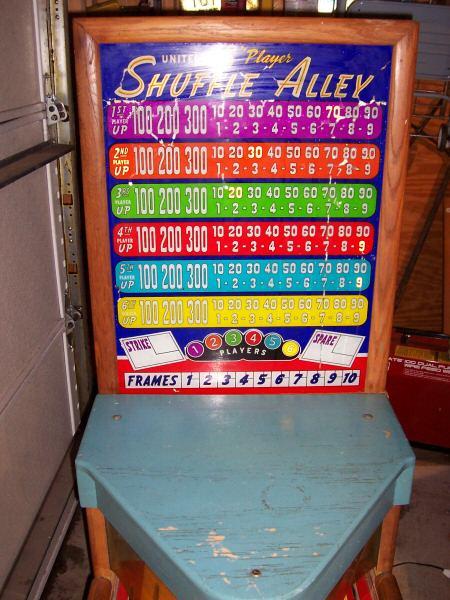 UNITED Player
SHUFFLE ALLEY
1ST PLAYER UP 100 200 300 10 20 30 40 50 60 70 80 90
1 - 2 - 3 - 4 - 5 - 6 - 7 - 8 - 9
2ND PLAYER UP 100 200 300 10 20 30 40 50 60 70 80 90
1 - 2 - 3 - 4 - 5 - 6 - 7 - 8 - 9
3RD PLAYER UP 100 200 300 10 20 30 40 50 60 70 80 90
1 - 2 - 3 - 4 - 5 - 6 - 7 - 8 - 9
4TH PLAYER UP 100 200 300 10 20 30 40 50 60 70 80 90
1 - 2 - 3 - 4 - 5 - 6 - 7 - 8 - 9
5TH PLAYER UP 100 200 300 10 20 30 40 50 60 70 80 90
1 - 2 - 3 - 4 - 5 - 6 - 7 - 8 - 9
6TH PLAYER UP 100 200 300 10 20 30 40 50 60 70 80 90
1 - 2 - 3 - 4 - 5 - 6 - 7 - 8 - 9
STRIKE 1 2 3 4 5 6 SPARE
PLAYERS
FRAMES 1 2 3 4 5 6 7 8 9 10
100 DUAL
WIRE FEED